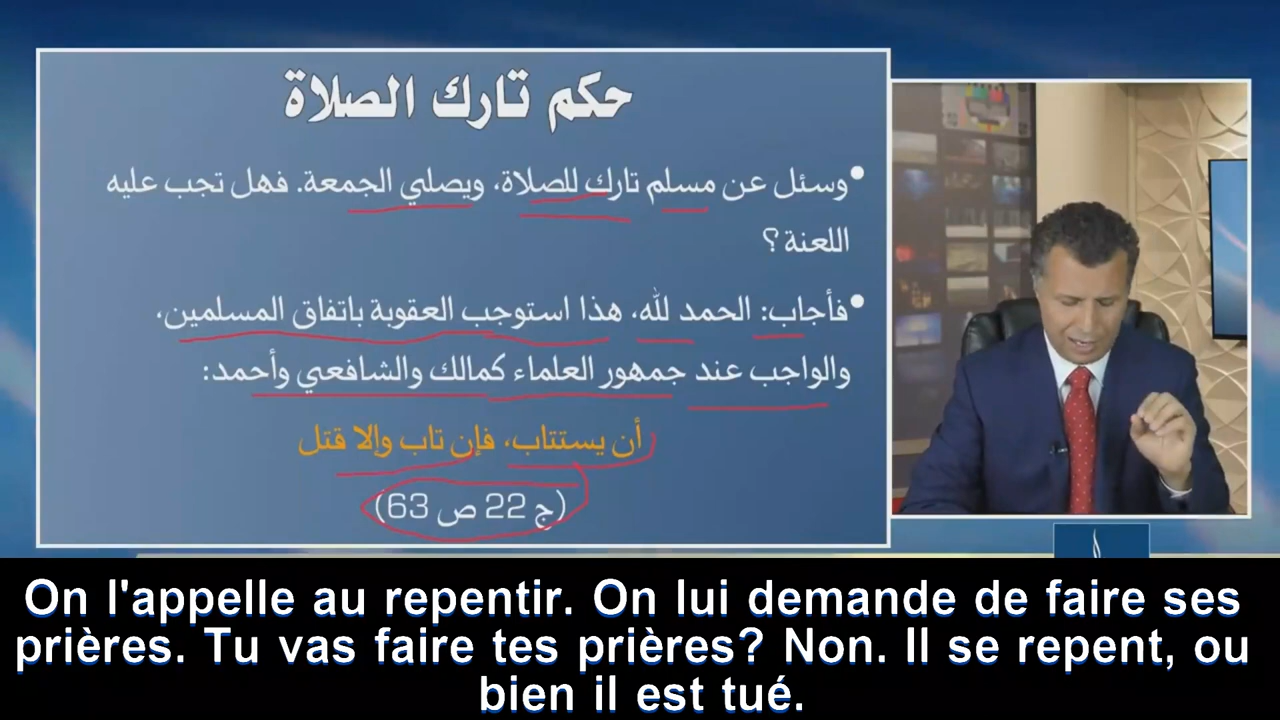 حكم تارك الصلاة
•وسئل عن مسلم تارك للصلاة، ويصلي الجمعة. فهل تجب عليه
اللعنة؟
•فأجاب: الحمد لله، هذا استوجب العقوبة باتفاق المسلمين،
والواجب عند جمهور العلماء كمالك والشافعي وأحمد:
أن يستتاب، فإن تاب وإلا قتل
(ج 22 ص 63)
On l'appelle au repentir. On lui demande de faire ses
prières. Tu vas faire tes prières? Non. Il se repent, ou
bien il est tué.